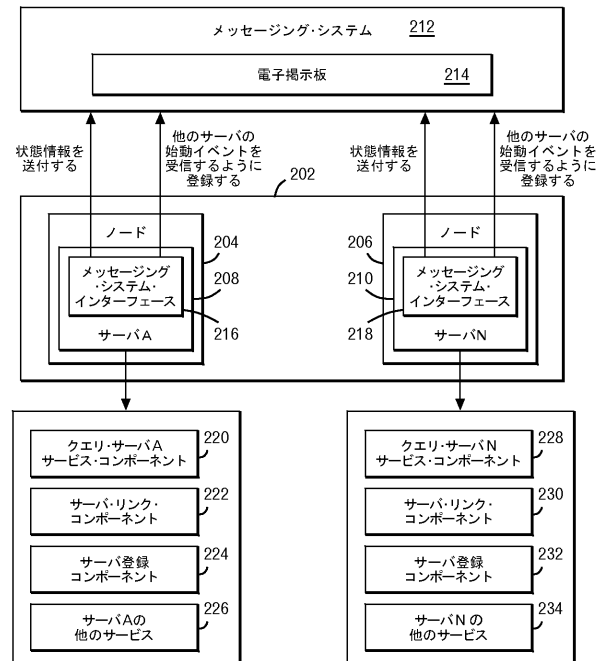 メッセージング・システム 212
電子掲示板 214
状態情報を
送付する
他のサーバの
始動イベントを
受信するように
登録する
状態情報を
送付する
他のサーバの
始動イベントを
受信するように
登録する
202
ノード
204
メッセージング
・システム・
インターフェース
208
サーバA
216
206
ノード
210
メッセージング
・システム・
インターフェース
218
サーバN
クエリ・サーバA
サービス・コンポーネント
220
サーバ・リンク・
コンポーネント
222
サーバ登録
コンポーネント
224
サーバAの
他のサービス
226
クエリ・サーバN
サービス・コンポーネント
228
サーバ・リンク・
コンポーネント
230
サーバ登録
コンポーネント
232
サーバNの
他のサービス
234